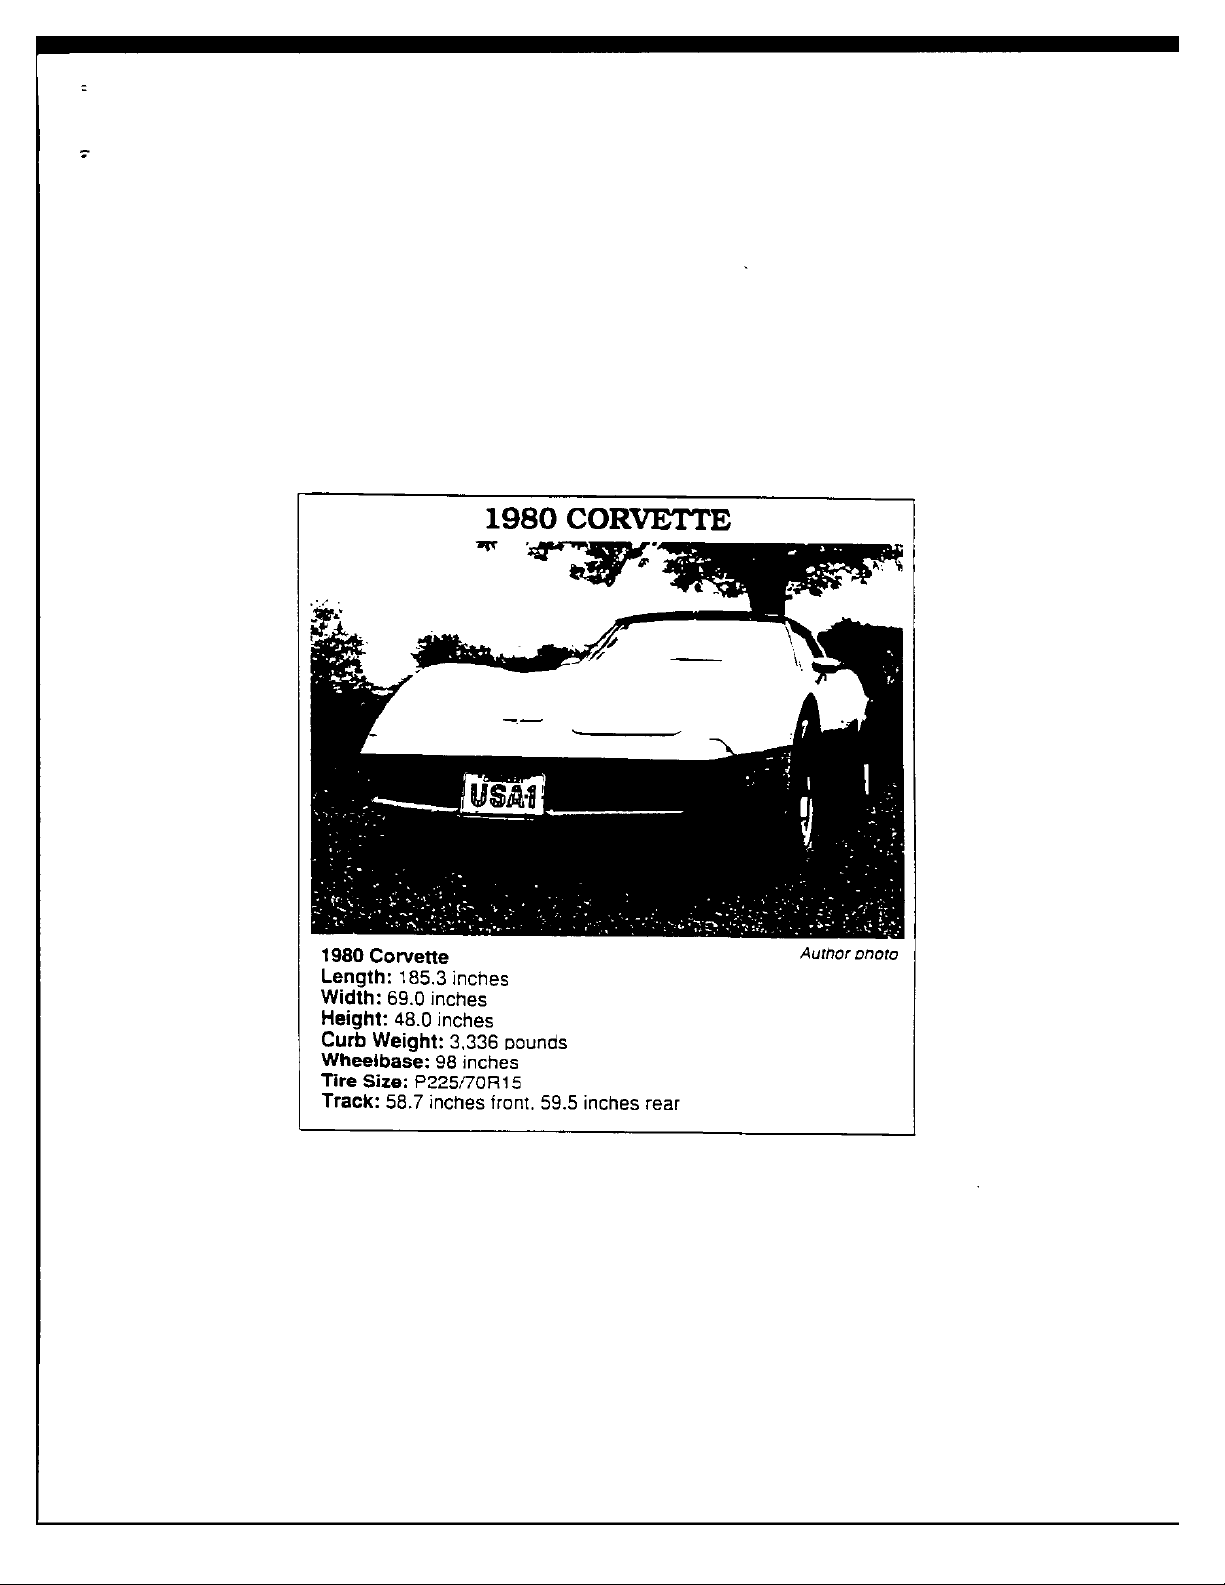 1980 CORVETTE
USA-1
1980 Corvette
Author photo
Length: 185.3 inches
Width: 69.0 inches
Height: 48.0 inches
Curb Weight: 3,336 pounds
Wheelbase: 98 inches
Tire Size: P225/70R15
Track: 58.7 inches front, 59.5 inches rear